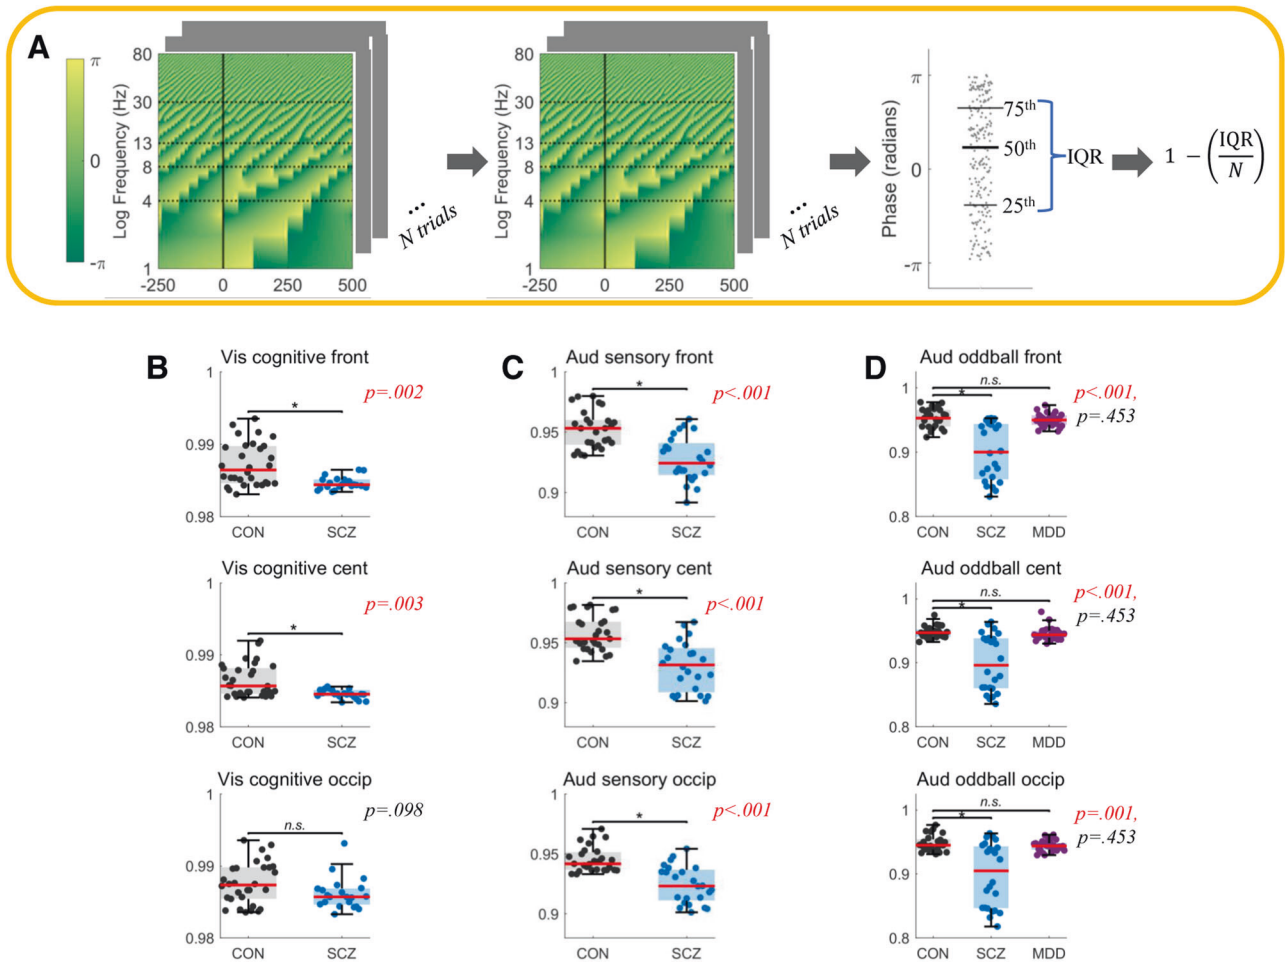 A
π
0
-π
Log Frequency (Hz)
80
30
13
8
4
1
-250
0
250
500
...
N trials
Log Frequency (Hz)
80
30
13
8
4
1
-250
0
250
500
...
N trials
Phase (radians)
π
0
-π
75th
50th
25th
IQR
1 - (IQR/N)
B
Vis cognitive front
p=.002
*
1
0.99
0.98
CON SCZ
Vis cognitive cent
p=.003
*
1
0.99
0.98
CON SCZ
Vis cognitive occip
p=.098
n.s.
1
0.99
0.98
CON SCZ
C
Aud sensory front
p<.001
*
1
0.95
0.9
CON SCZ
Aud sensory cent
p<.001
*
1
0.95
0.9
CON SCZ
Aud sensory occip
p<.001
*
1
0.95
0.9
CON SCZ
D
Aud oddball front
n.s.
*
p<.001,
p=.453
1
0.9
0.8
CON SCZ MDD
Aud oddball cent
n.s.
*
p<.001,
p=.453
1
0.9
0.8
CON SCZ MDD
Aud oddball occip
n.s.
*
p=.001,
p=.453
1
0.9
0.8
CON SCZ MDD